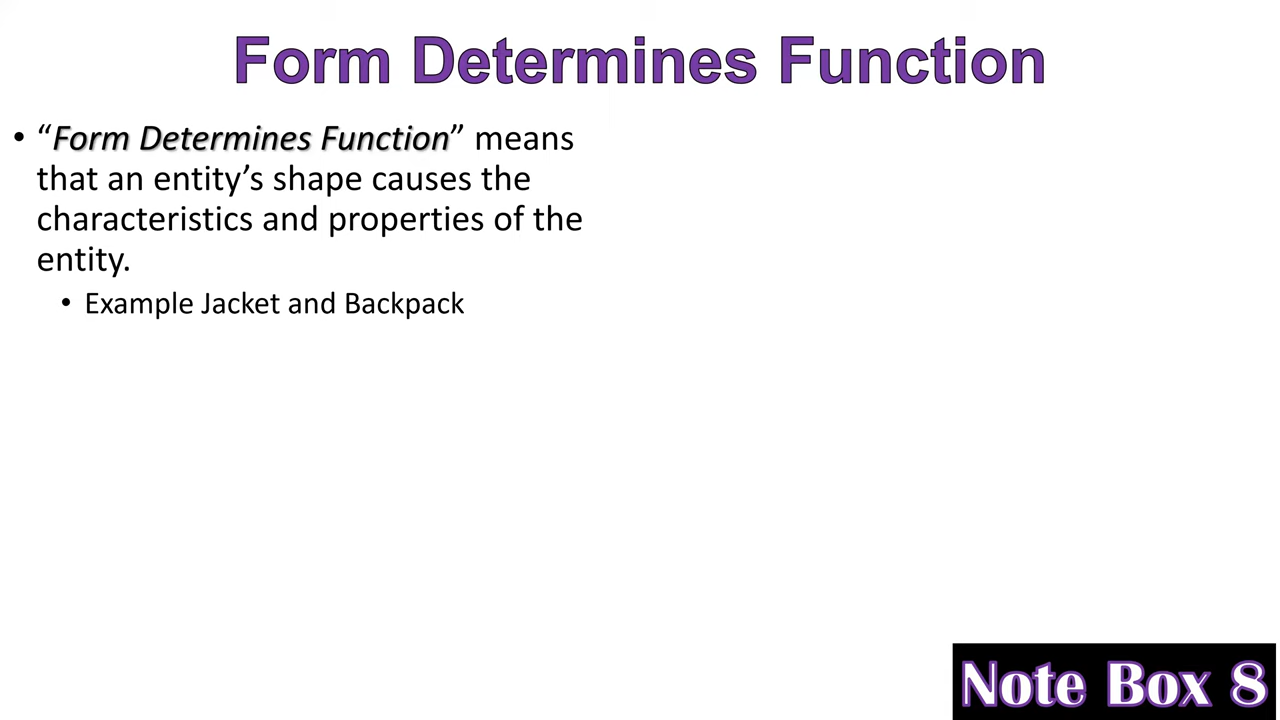 Form Determines Function
• “Form Determines Function” means
that an entity’s shape causes the
characteristics and properties of the
entity.
• Example Jacket and Backpack
Note Box 8